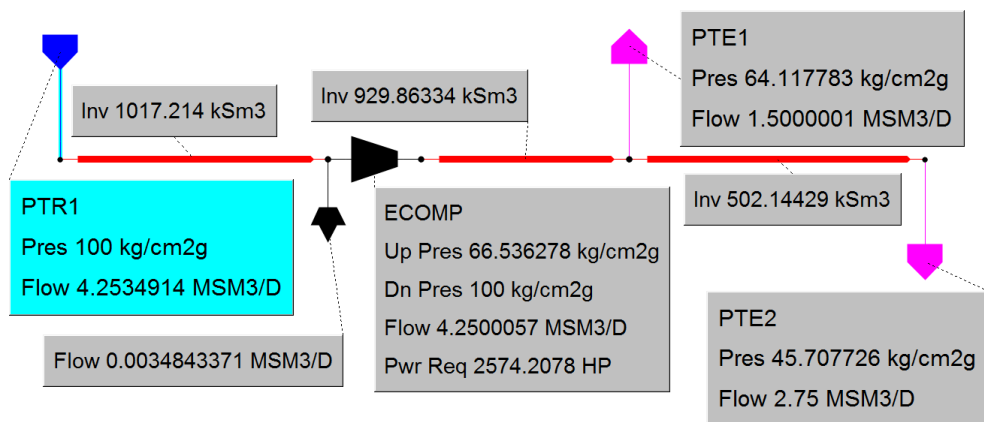 PTE1
Pres 64.117783 kg/cm2g
Flow 1.5000001 MSM3/D
Inv 929.86334 kSm3
Inv 1017.214 kSm3
PTR1
Pres 100 kg/cm2g
Flow 4.2534914 MSM3/D
ECOMP
Up Pres 66.536278 kg/cm2g
Dn Pres 100 kg/cm2g
Flow 4.2500057 MSM3/D
Pwr Req 2574.2078 HP
Inv 502.14429 kSm3
Flow 0.0034843371 MSM3/D
PTE2
Pres 45.707726 kg/cm2g
Flow 2.75 MSM3/D